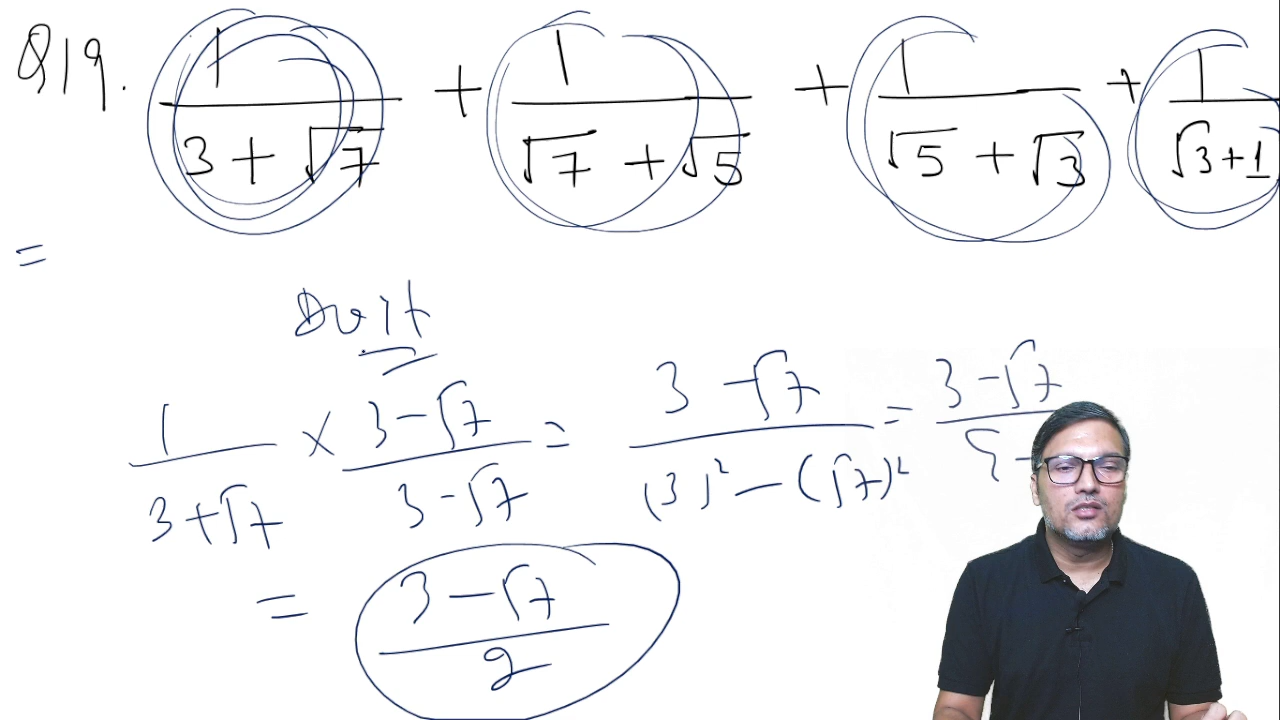 Q19. 1/(3 + √7) + 1/(√7 + √5) + 1/(√5 + √3) + 1/(√3 + 1)
=
Do it
1/(3 + √7) × (3 - √7)/(3 - √7) = (3 - √7)/((3)² - (√7)²) = (3 - √7)/
= (3 - √7)/2